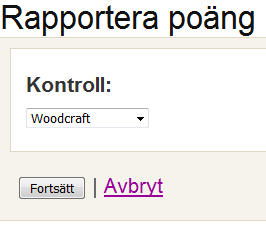 Rapportera poäng
Kontroll:
Woodcraft
Fortsätt | Avbryt